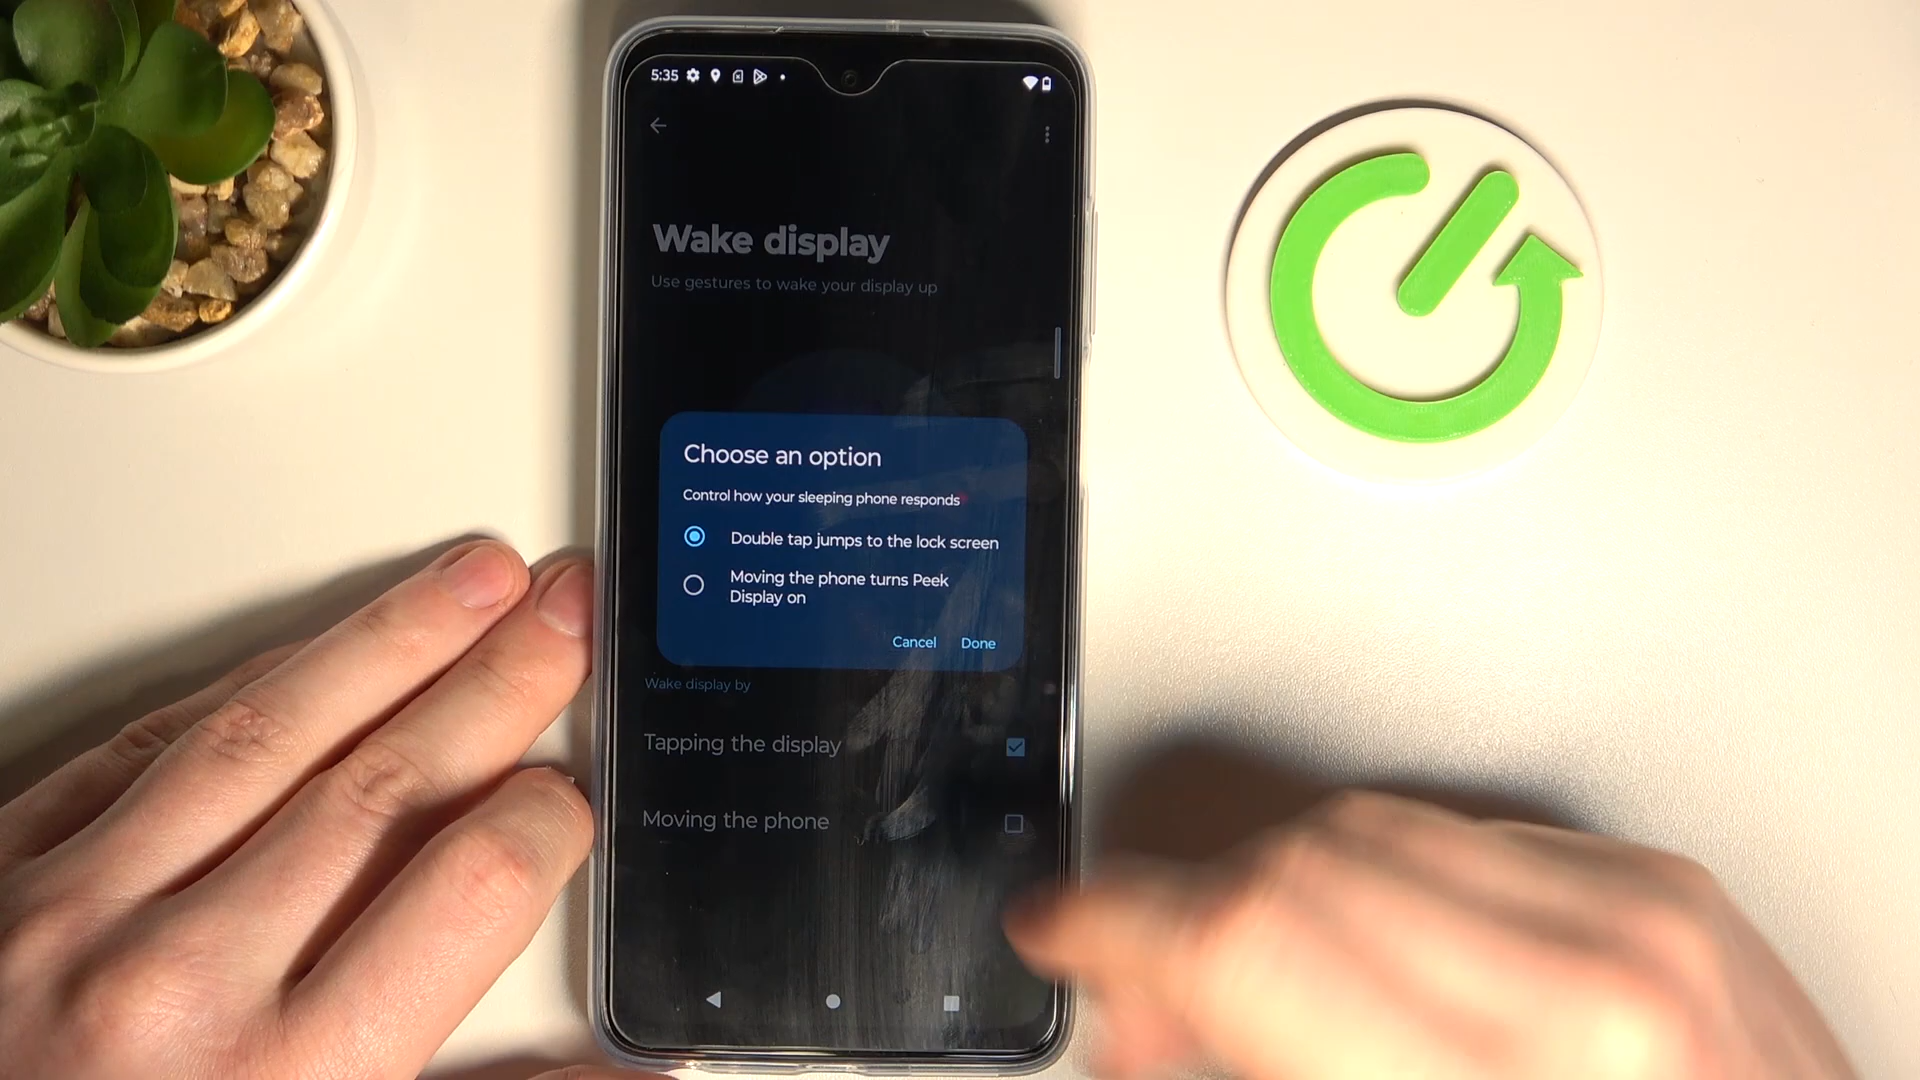 5:35
Wake display
Use gestures to wake your display up
Choose an option
Control how your sleeping phone responds
Double tap jumps to the lock screen
Moving the phone turns Peek
Display on
Cancel Done
Wake display by
Tapping the display
Moving the phone